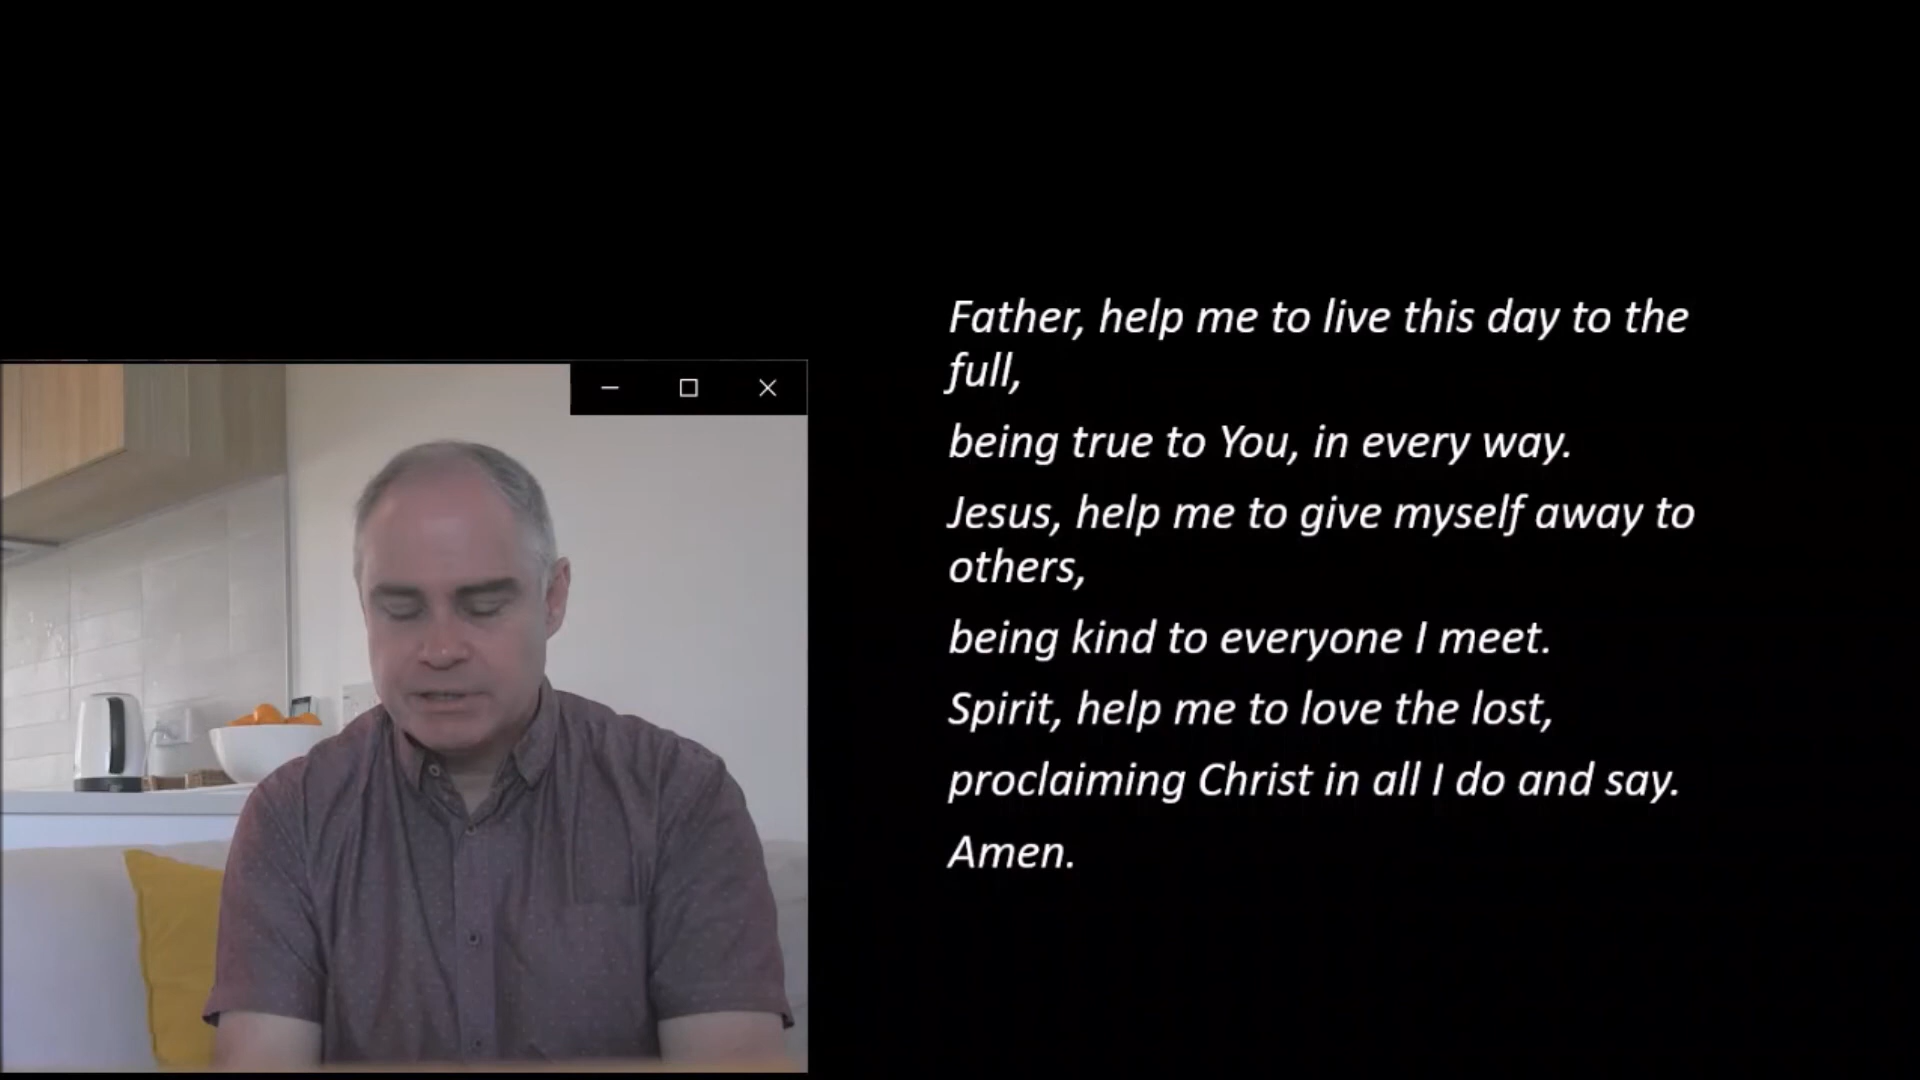 Father, help me to live this day to the
full,
being true to You, in every way.
Jesus, help me to give myself away to
others,
being kind to everyone I meet.
Spirit, help me to love the lost,
proclaiming Christ in all I do and say.
Amen.